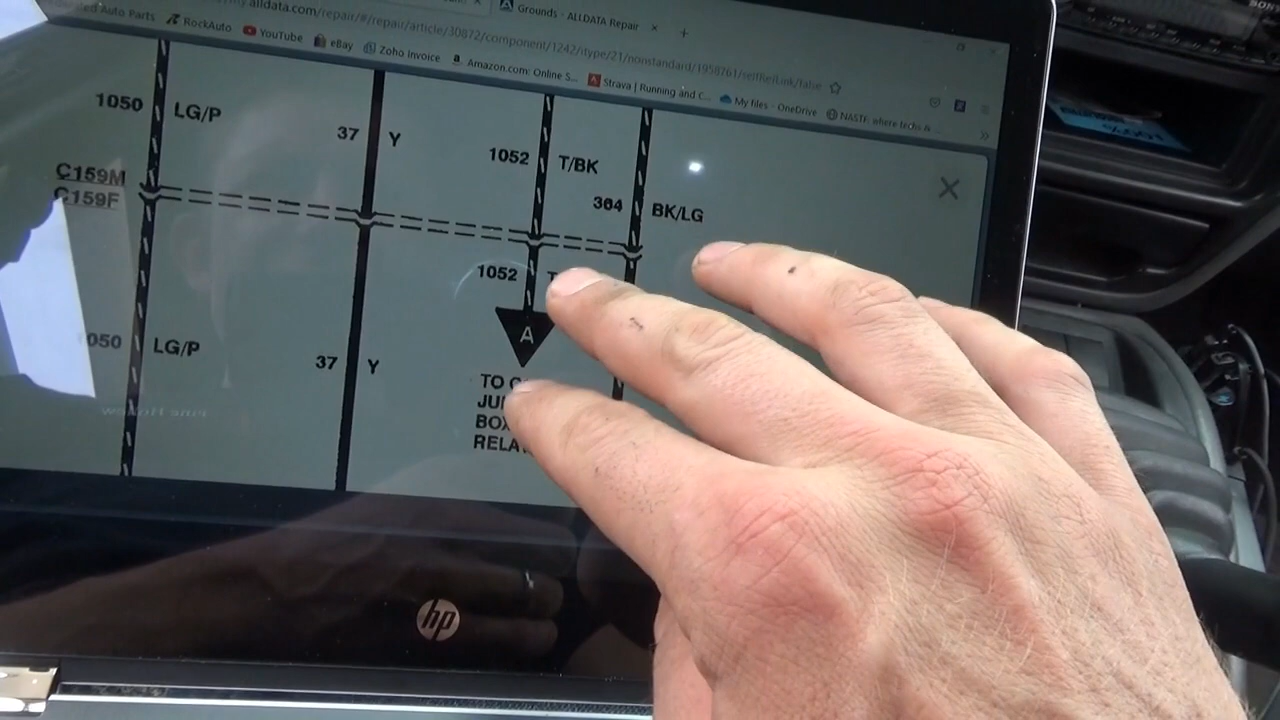 Grounds - ALLDATA Repair
alldata.com/repair/#/repair/article/30872/component/1242/itype/21/nonstandard/1958761/selfRefLink/false
Auto Parts RockAuto YouTube eBay Zoho Invoice Amazon.com: Online S... Strava | Running and C... My files - OneDrive NASTF: where techs &
1050 LG/P
37 Y
1052 T/BK
364 BK/LG
C159M
C159F
1052
A
050 LG/P
37 Y
TO
BOX
hp
SONY
100%